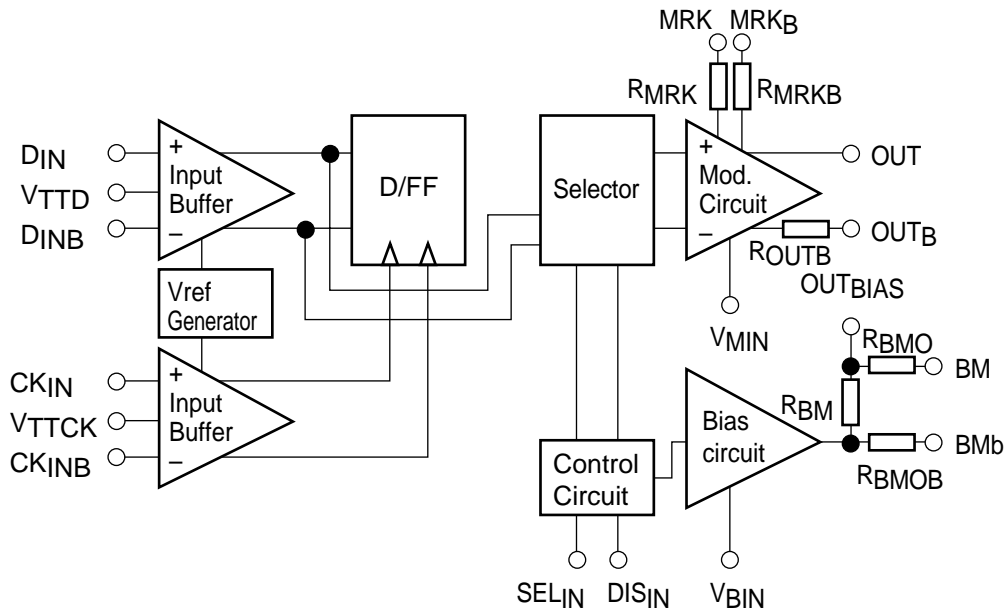 MRK MRKB
RMRK RMRKB
DIN
VTTD
DINB
+
Input
Buffer
−
D/FF
Selector
+
Mod.
Circuit
−
OUT
OUTB
ROUTB
OUTBIAS
VMIN
Vref
Generator
CKIN
VTTCK
CKINB
+
Input
Buffer
−
Control
Circuit
Bias
circuit
RBMO
BM
RBM
BMb
RBMOB
SELIN DISIN VBIN